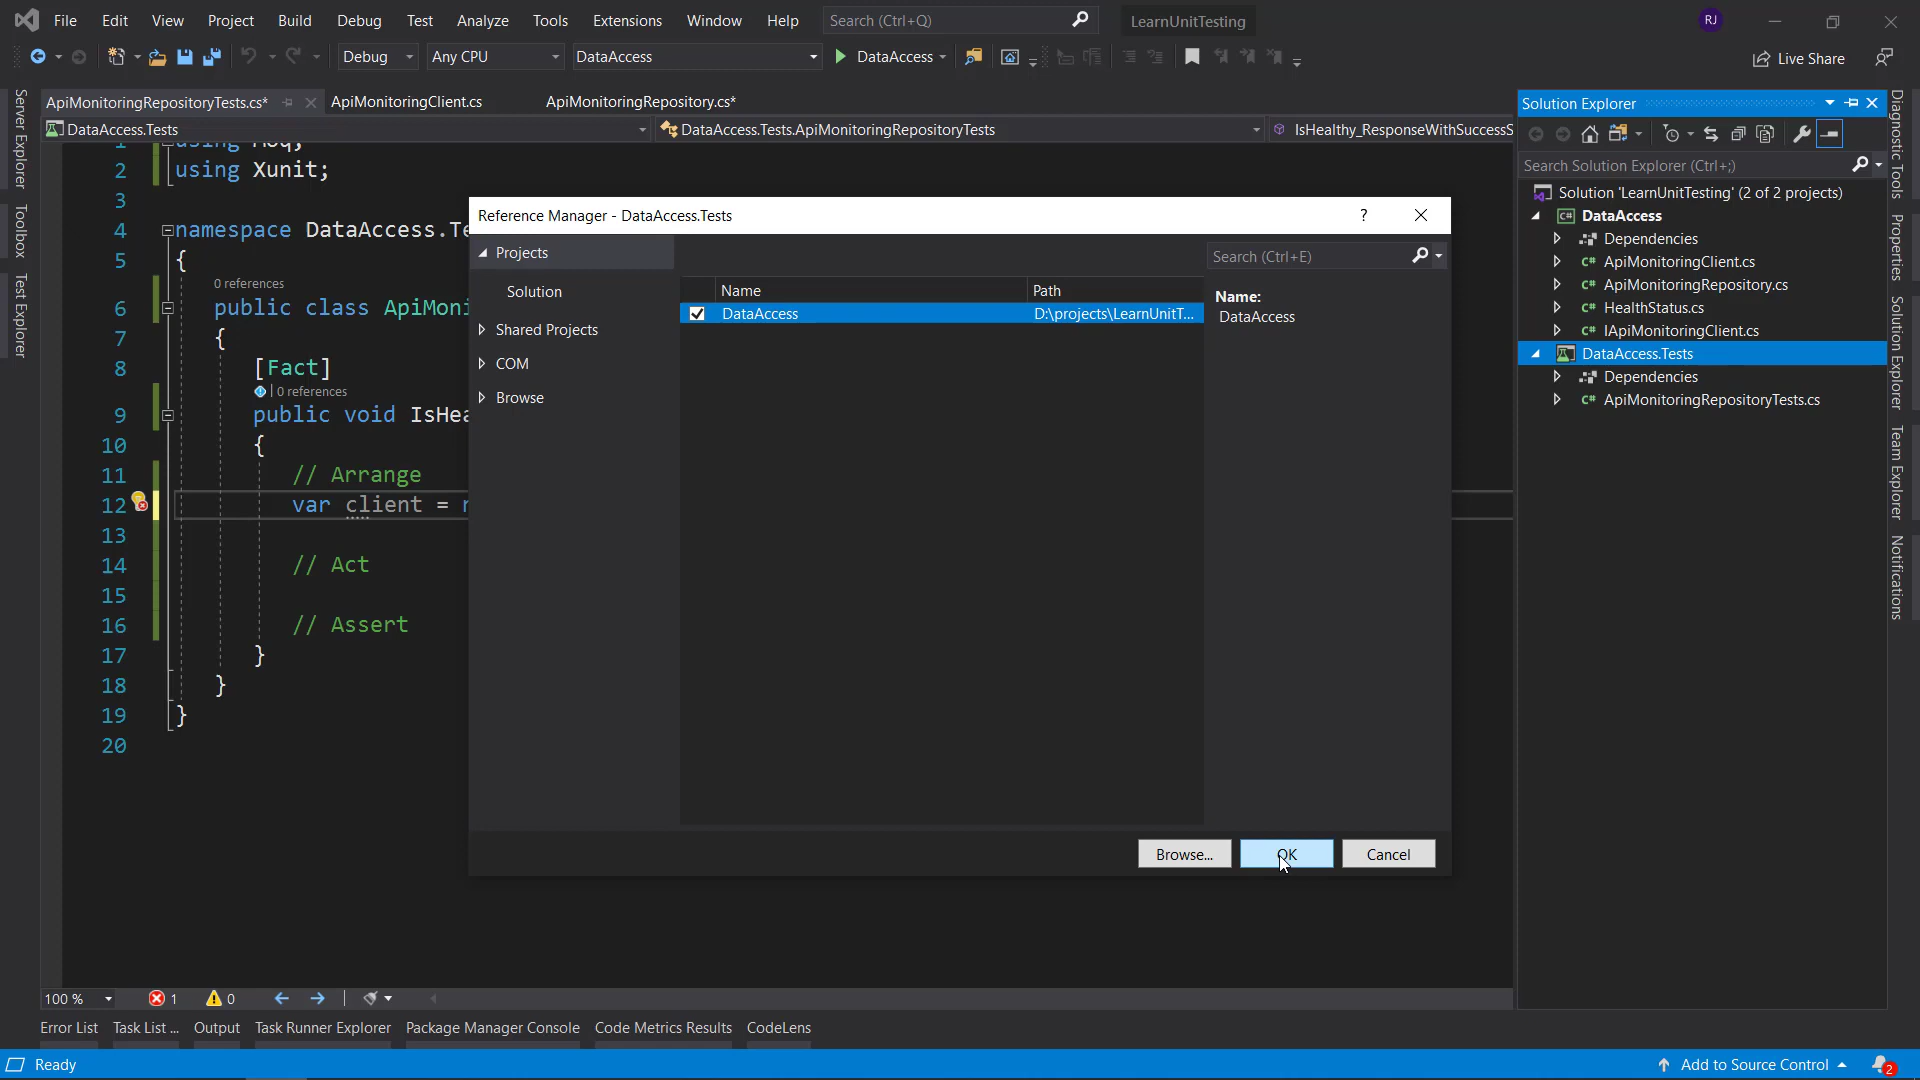 File Edit View Project Build Debug Test Analyze Tools Extensions Window Help Search (Ctrl+Q) LearnUnitTesting RJ
Debug Any CPU DataAccess DataAccess Live Share
ApiMonitoringRepositoryTests.cs* ApiMonitoringClient.cs ApiMonitoringRepository.cs*
DataAccess.Tests DataAccess.Tests.ApiMonitoringRepositoryTests IsHealthy_ResponseWithSuccessS
Server Explorer
Toolbox
Test Explorer
1 using Moq;
2 using Xunit;
3
4 namespace DataAccess.Te
5 {
0 references
6 public class ApiMoni
7 {
8 [Fact]
0 references
9 public void IsHea
10 {
11 // Arrange
12 var client = n
13
14 // Act
15
16 // Assert
17 }
18 }
19 }
20
Reference Manager - DataAccess.Tests ?
Projects
Solution
Shared Projects
COM
Browse
Search (Ctrl+E)
Name Path
DataAccess D:\projects\LearnUnitT...
Name:
DataAccess
Browse... OK Cancel
Solution Explorer
Search Solution Explorer (Ctrl+;)
Solution 'LearnUnitTesting' (2 of 2 projects)
C# DataAccess
Dependencies
C# ApiMonitoringClient.cs
C# ApiMonitoringRepository.cs
C# HealthStatus.cs
C# IApiMonitoringClient.cs
DataAccess.Tests
Dependencies
C# ApiMonitoringRepositoryTests.cs
Diagnostic Tools
Properties
Solution Explorer
Team Explorer
Notifications
100 % 1 0
Error List Task List ... Output Task Runner Explorer Package Manager Console Code Metrics Results CodeLens
Ready Add to Source Control 2